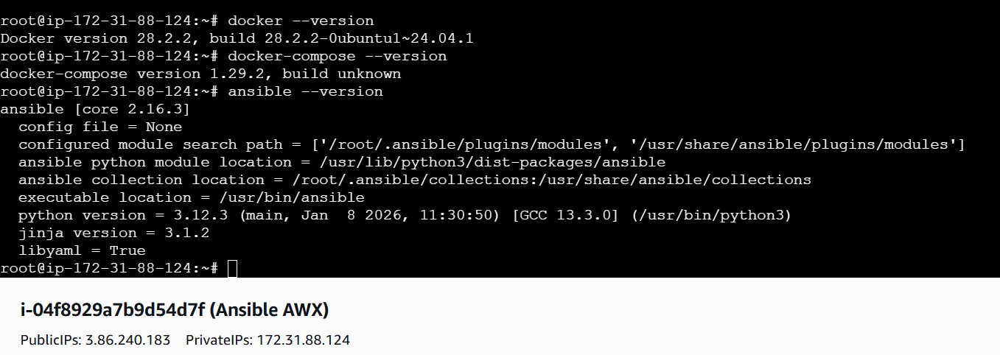 root@ip-172-31-88-124:~# docker --version
Docker version 28.2.2, build 28.2.2-0ubuntu1~24.04.1
root@ip-172-31-88-124:~# docker-compose --version
docker-compose version 1.29.2, build unknown
root@ip-172-31-88-124:~# ansible --version
ansible [core 2.16.3]
  config file = None
  configured module search path = ['/root/.ansible/plugins/modules', '/usr/share/ansible/plugins/modules']
  ansible python module location = /usr/lib/python3/dist-packages/ansible
  ansible collection location = /root/.ansible/collections:/usr/share/ansible/collections
  executable location = /usr/bin/ansible
  python version = 3.12.3 (main, Jan  8 2026, 11:30:50) [GCC 13.3.0] (/usr/bin/python3)
  jinja version = 3.1.2
  libyaml = True
root@ip-172-31-88-124:~#
i-04f8929a7b9d54d7f (Ansible AWX)
PublicIPs: 3.86.240.183    PrivateIPs: 172.31.88.124